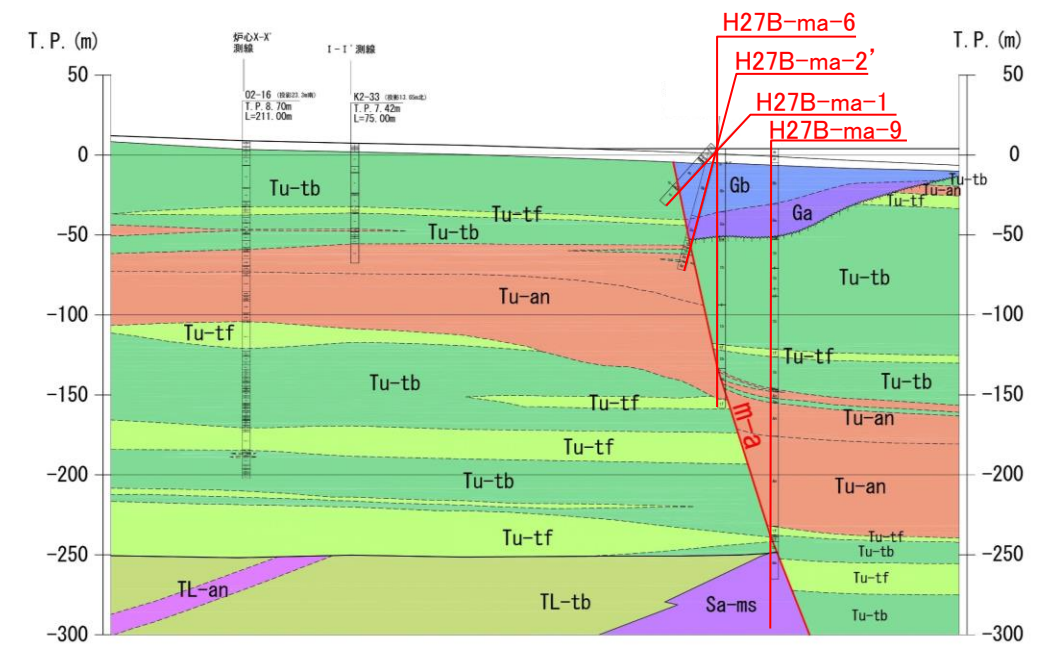 H27B-ma-6
T.P.(m)
炉心X-X'
測線
I-I'測線
H27B-ma-2’
T.P.(m)
50
50
O2-16
T.P.8.70m
L=211.00m
K2-33
T.P.7.42m
L=75.00m
H27B-ma-1
H27B-ma-9
0
0
Tu-tb
Tu-tb
Gb
Tu-an
Tu-tf
Tu-tf
Ga
Tu-tb
-50
-50
Tu-tb
Tu-an
-100
-100
Tu-tf
Tu-tf
Tu-tb
Tu-tb
-150
-150
Tu-tf
m-a
Tu-an
Tu-tf
-200
-200
Tu-tb
Tu-an
Tu-tf
Tu-tf
-250
-250
Tu-tb
Tu-tf
TL-an
TL-tb
Sa-ms
Tu-tb
-300
-300